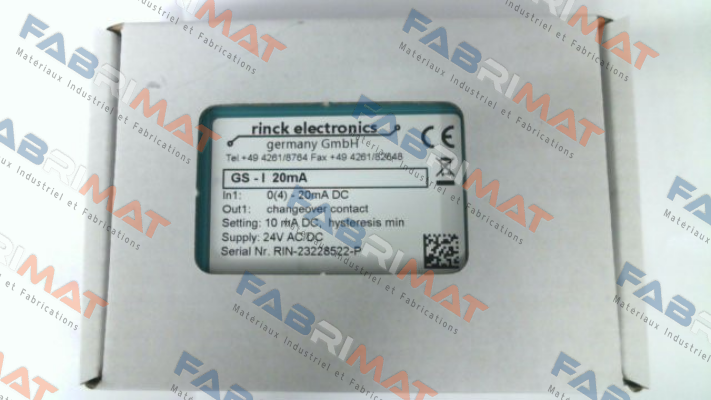 rinck electronics
germany GmbH
Tel +49 4261/8764 Fax +49 4261/82648
GS - I 20mA
In1: 0(4) - 20mA DC
Out1: changeover contact
Setting: 10 mA DC, hysteresis min
Supply: 24V AC/DC
Serial Nr. RIN-23228522-P
FABRIMAT
Materiaux Industriel et Fabrications